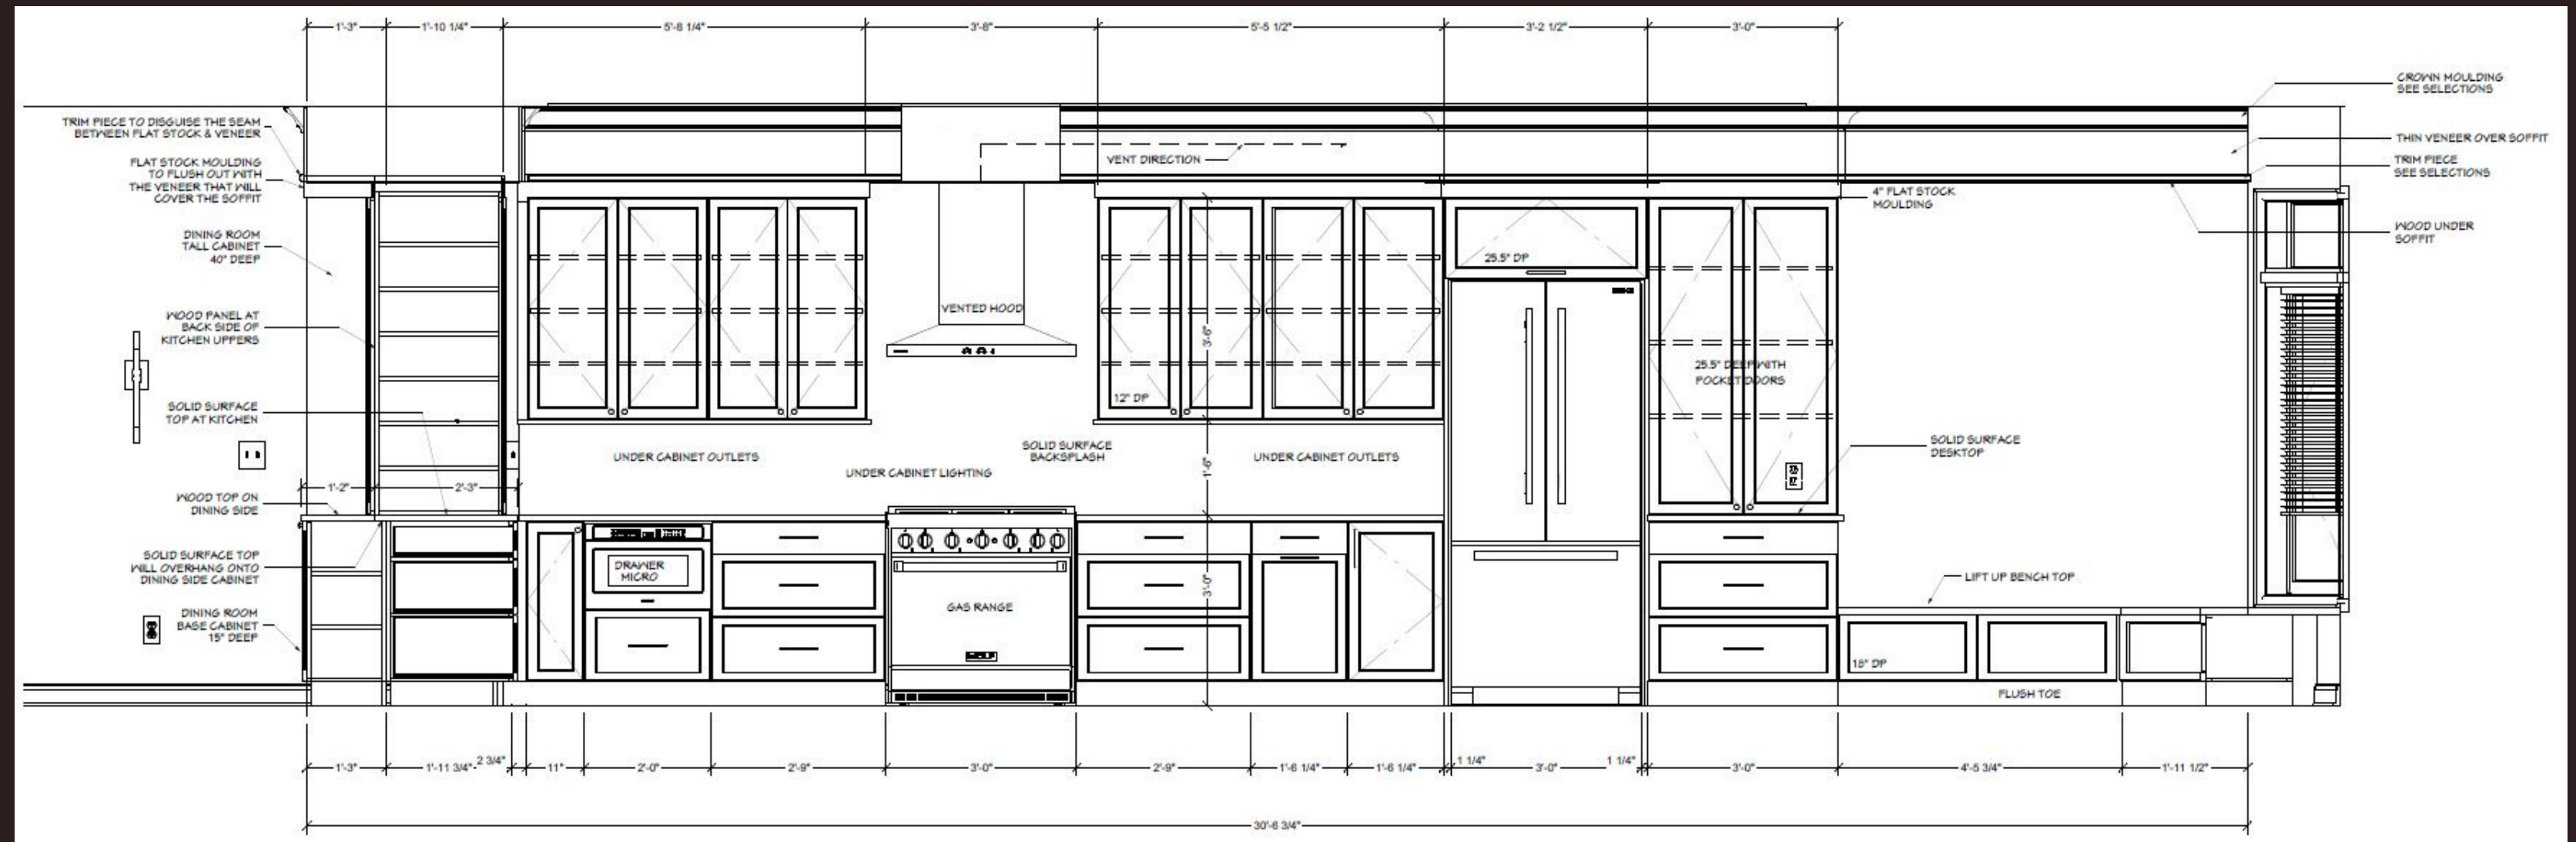 1'-3"
1'-10 1/4"
5'-8 1/4"
3'-8"
5'-5 1/2"
3'-2 1/2"
3'-0"
CROWN MOULDING
SEE SELECTIONS
TRIM PIECE TO DISGUISE THE SEAM
BETWEEN FLAT STOCK & VENEER
THIN VENEER OVER SOFFIT
FLAT STOCK MOULDING
TO FLUSH OUT WITH
THE VENEER THAT WILL
COVER THE SOFFIT
VENT DIRECTION
TRIM PIECE
SEE SELECTIONS
4" FLAT STOCK
MOULDING
WOOD UNDER
SOFFIT
DINING ROOM
TALL CABINET
40" DEEP
25.5" DP
VENTED HOOD
WOOD PANEL AT
BACK SIDE OF
KITCHEN UPPERS
3'-6"
25.5" DEEP WITH
POCKET DOORS
12" DP
SOLID SURFACE
TOP AT KITCHEN
UNDER CABINET OUTLETS
SOLID SURFACE
BACKSPLASH
UNDER CABINET OUTLETS
UNDER CABINET LIGHTING
1'-6"
SOLID SURFACE
DESKTOP
1'-2"
2'-3"
WOOD TOP ON
DINING SIDE
SOLID SURFACE TOP
WILL OVERHANG ONTO
DINING SIDE CABINET
DRAWER
MICRO
GAS RANGE
3'-0"
LIFT UP BENCH TOP
DINING ROOM
BASE CABINET
15" DEEP
18" DP
FLUSH TOE
1'-3"
1'-11 3/4"
2 3/4"
11"
2'-0"
2'-9"
3'-0"
2'-9"
1'-6 1/4"
1'-6 1/4"
1 1/4"
3'-0"
1 1/4"
3'-0"
4'-5 3/4"
1'-11 1/2"
30'-6 3/4"